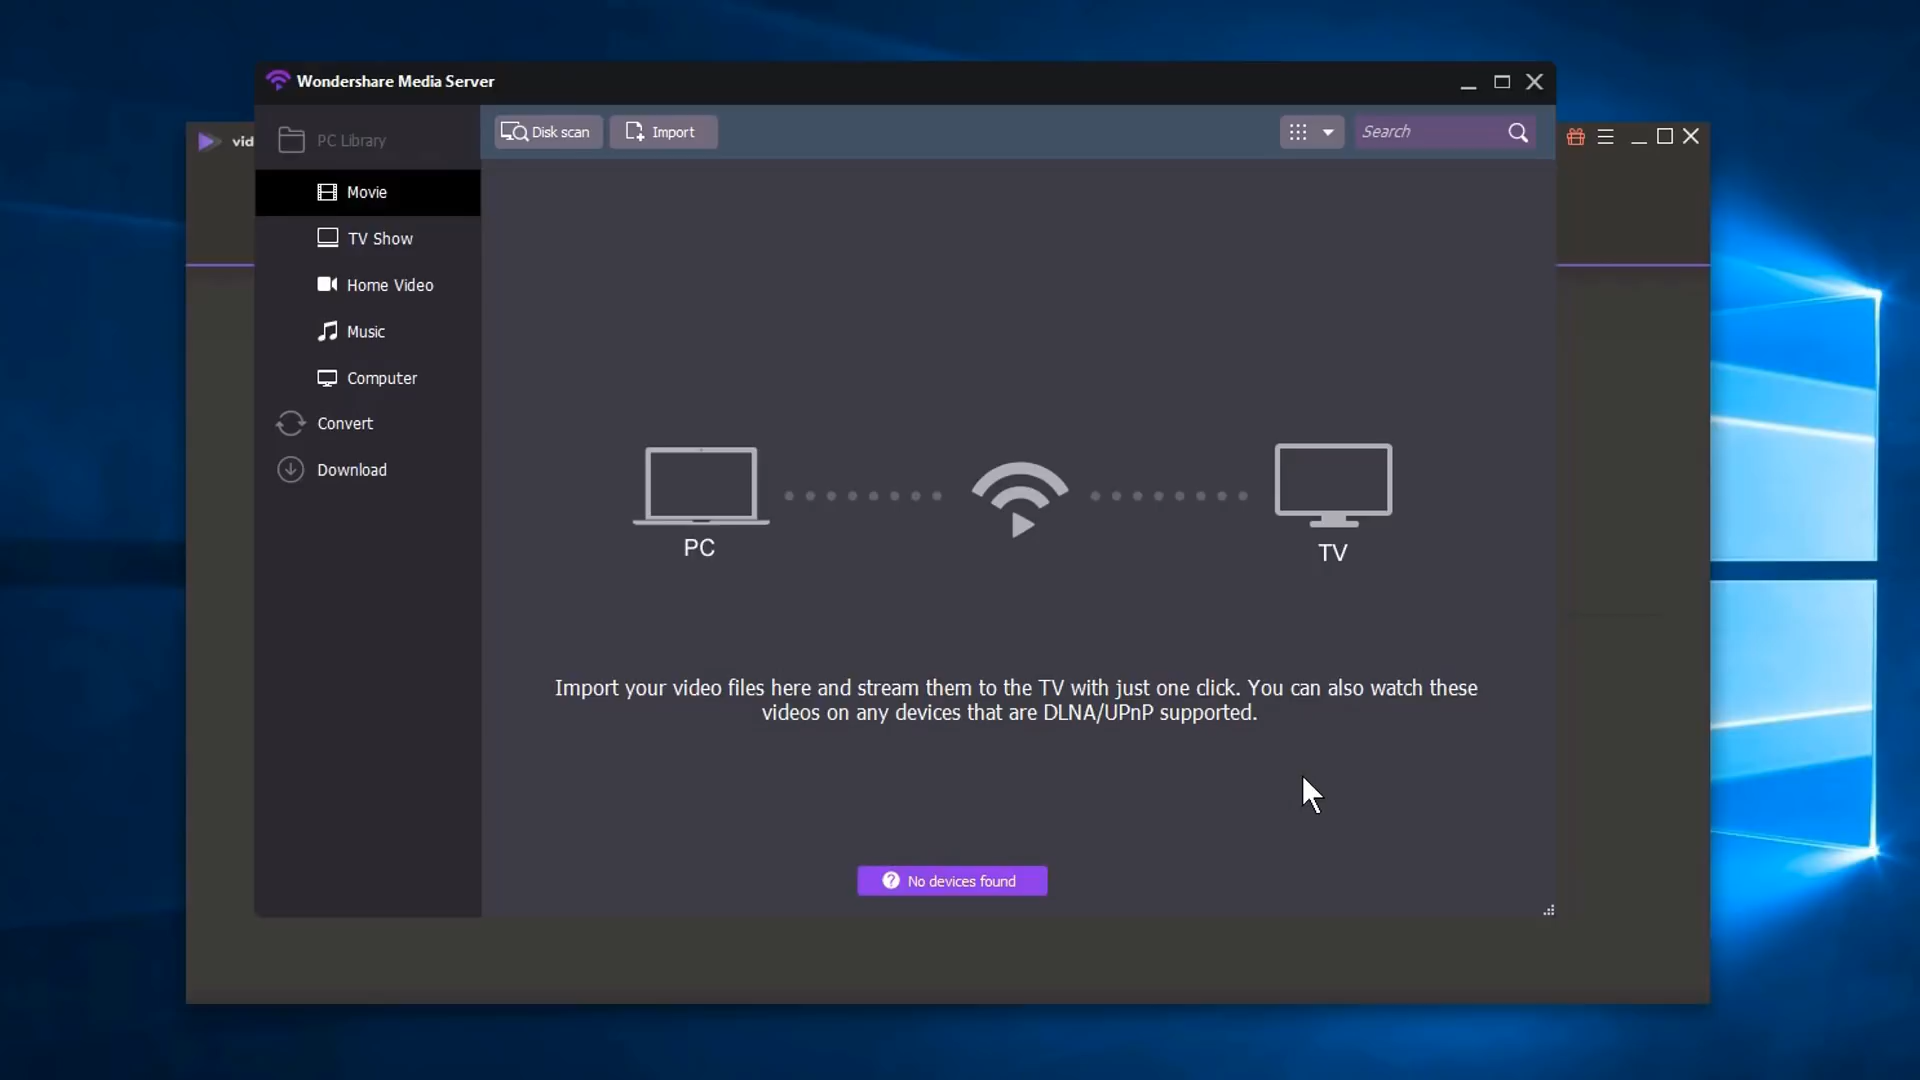 Wondershare Media Server
vid
PC Library
Disk scan
Import
Search
Movie
TV Show
Home Video
Music
Computer
Convert
Download
PC
TV
Import your video files here and stream them to the TV with just one click. You can also watch these
videos on any devices that are DLNA/UPnP supported.
No devices found